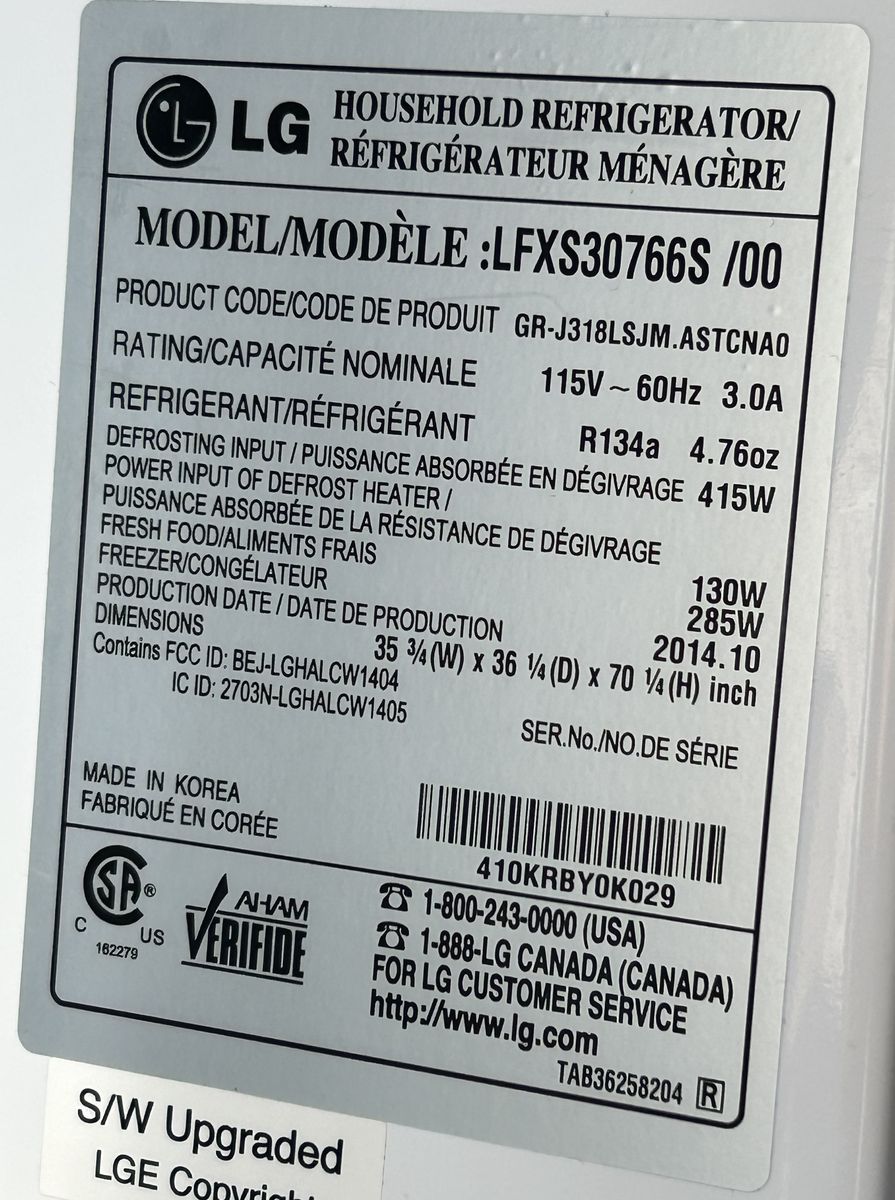 LG HOUSEHOLD REFRIGERATOR/
RÉFRIGÉRATEUR MÉNAGÈRE
MODEL/MODÈLE :LFXS30766S /00
PRODUCT CODE/CODE DE PRODUIT GR-J318LSJM.ASTCNA0
RATING/CAPACITÉ NOMINALE 115V ~ 60Hz 3.0A
REFRIGERANT/RÉFRIGÉRANT R134a 4.76oz
DEFROSTING INPUT / PUISSANCE ABSORBÉE EN DÉGIVRAGE 415W
POWER INPUT OF DEFROST HEATER /
PUISSANCE ABSORBÉE DE LA RÉSISTANCE DE DÉGIVRAGE
FRESH FOOD/ALIMENTS FRAIS 130W
FREEZER/CONGÉLATEUR 285W
PRODUCTION DATE / DATE DE PRODUCTION 2014.10
DIMENSIONS 35 ¾ (W) x 36 ¼ (D) x 70 ¼ (H) inch
Contains FCC ID: BEJ-LGHALCW1404
IC ID: 2703N-LGHALCW1405
SER.No./NO.DE SÉRIE
MADE IN KOREA
FABRIQUÉ EN CORÉE
410KRBY0K029
SA ®
C US
162279
AHAM
VERIFIDE
1-800-243-0000 (USA)
1-888-LG CANADA (CANADA)
FOR LG CUSTOMER SERVICE
http://www.lg.com
TAB36258204 R
S/W Upgraded
LGE